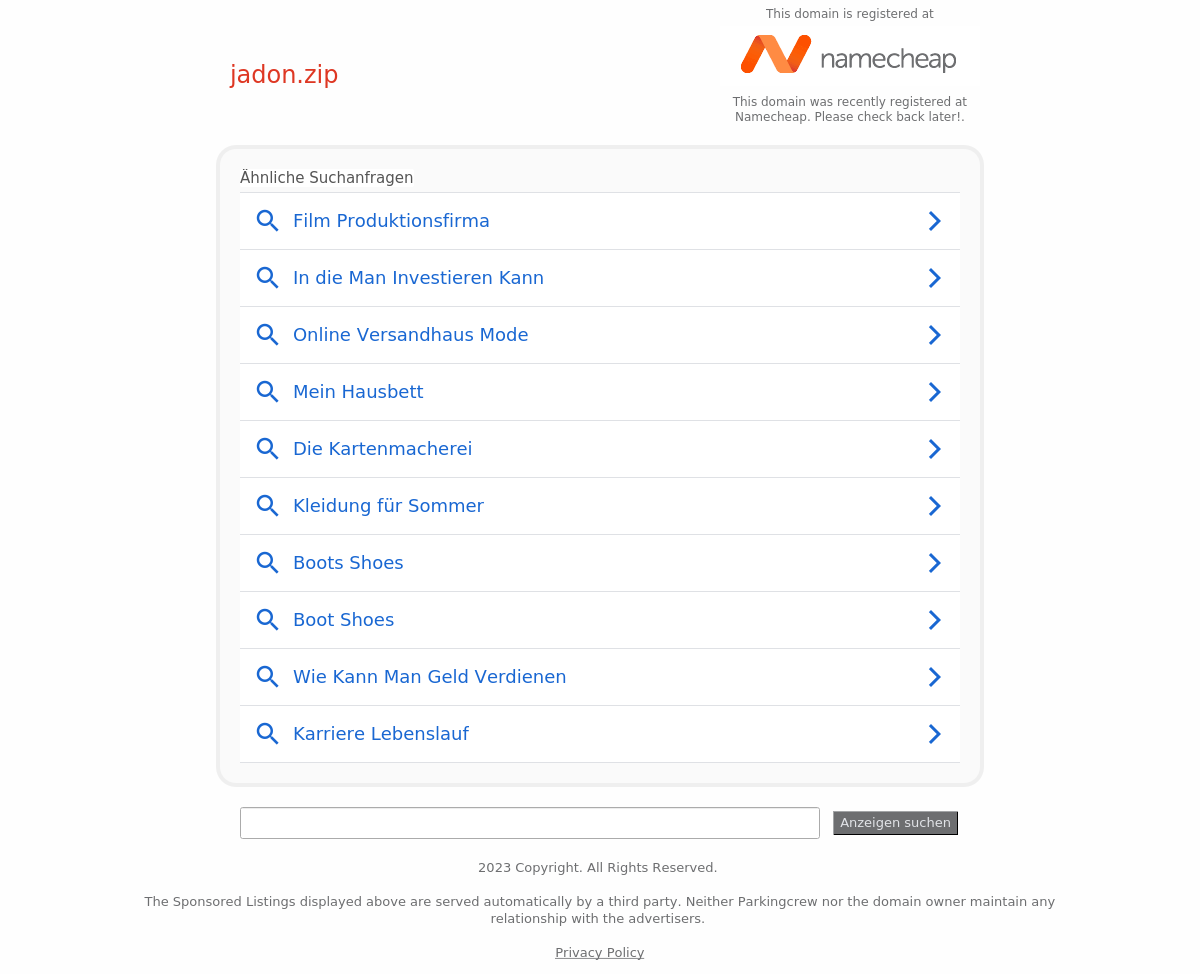 This domain is registered at
namecheap
jadon.zip
This domain was recently registered at
Namecheap. Please check back later!.
Ähnliche Suchanfragen
Film Produktionsfirma
In die Man Investieren Kann
Online Versandhaus Mode
Mein Hausbett
Die Kartenmacherei
Kleidung für Sommer
Boots Shoes
Boot Shoes
Wie Kann Man Geld Verdienen
Karriere Lebenslauf
Anzeigen suchen
2023 Copyright. All Rights Reserved.
The Sponsored Listings displayed above are served automatically by a third party. Neither Parkingcrew nor the domain owner maintain any
relationship with the advertisers.
Privacy Policy